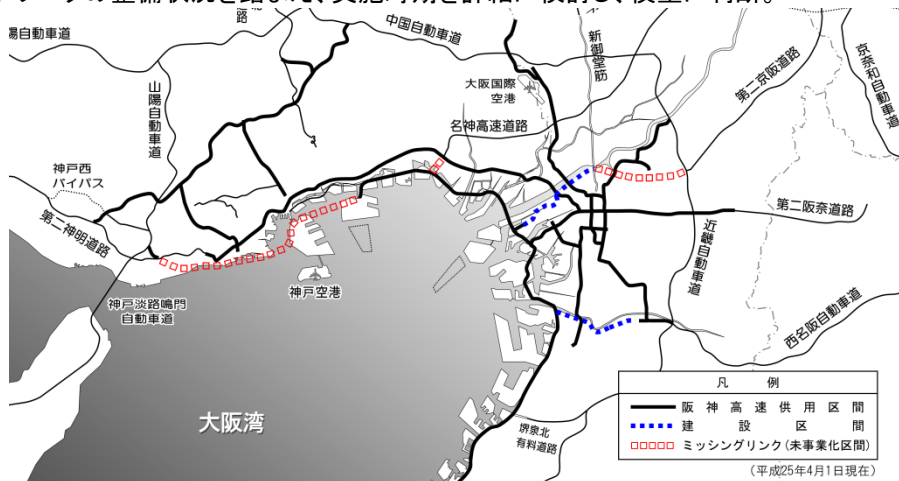 中国自動車道
陽自動車道
路
山陽自動車道
神戸西
バイパス
第二神明道路
神戸淡路鳴門
自動車道
神戸空港
大阪湾
大阪国際
空港
名神高速道路
新御堂筋
第二京阪道路
京奈和自動車道
第二阪奈道路
近畿自動車道
西名阪自動車道
堺泉北
有料道路
凡例
阪神高速供用区間
建設区間
ミッシングリンク(未事業化区間)
(平成25年4月1日現在)